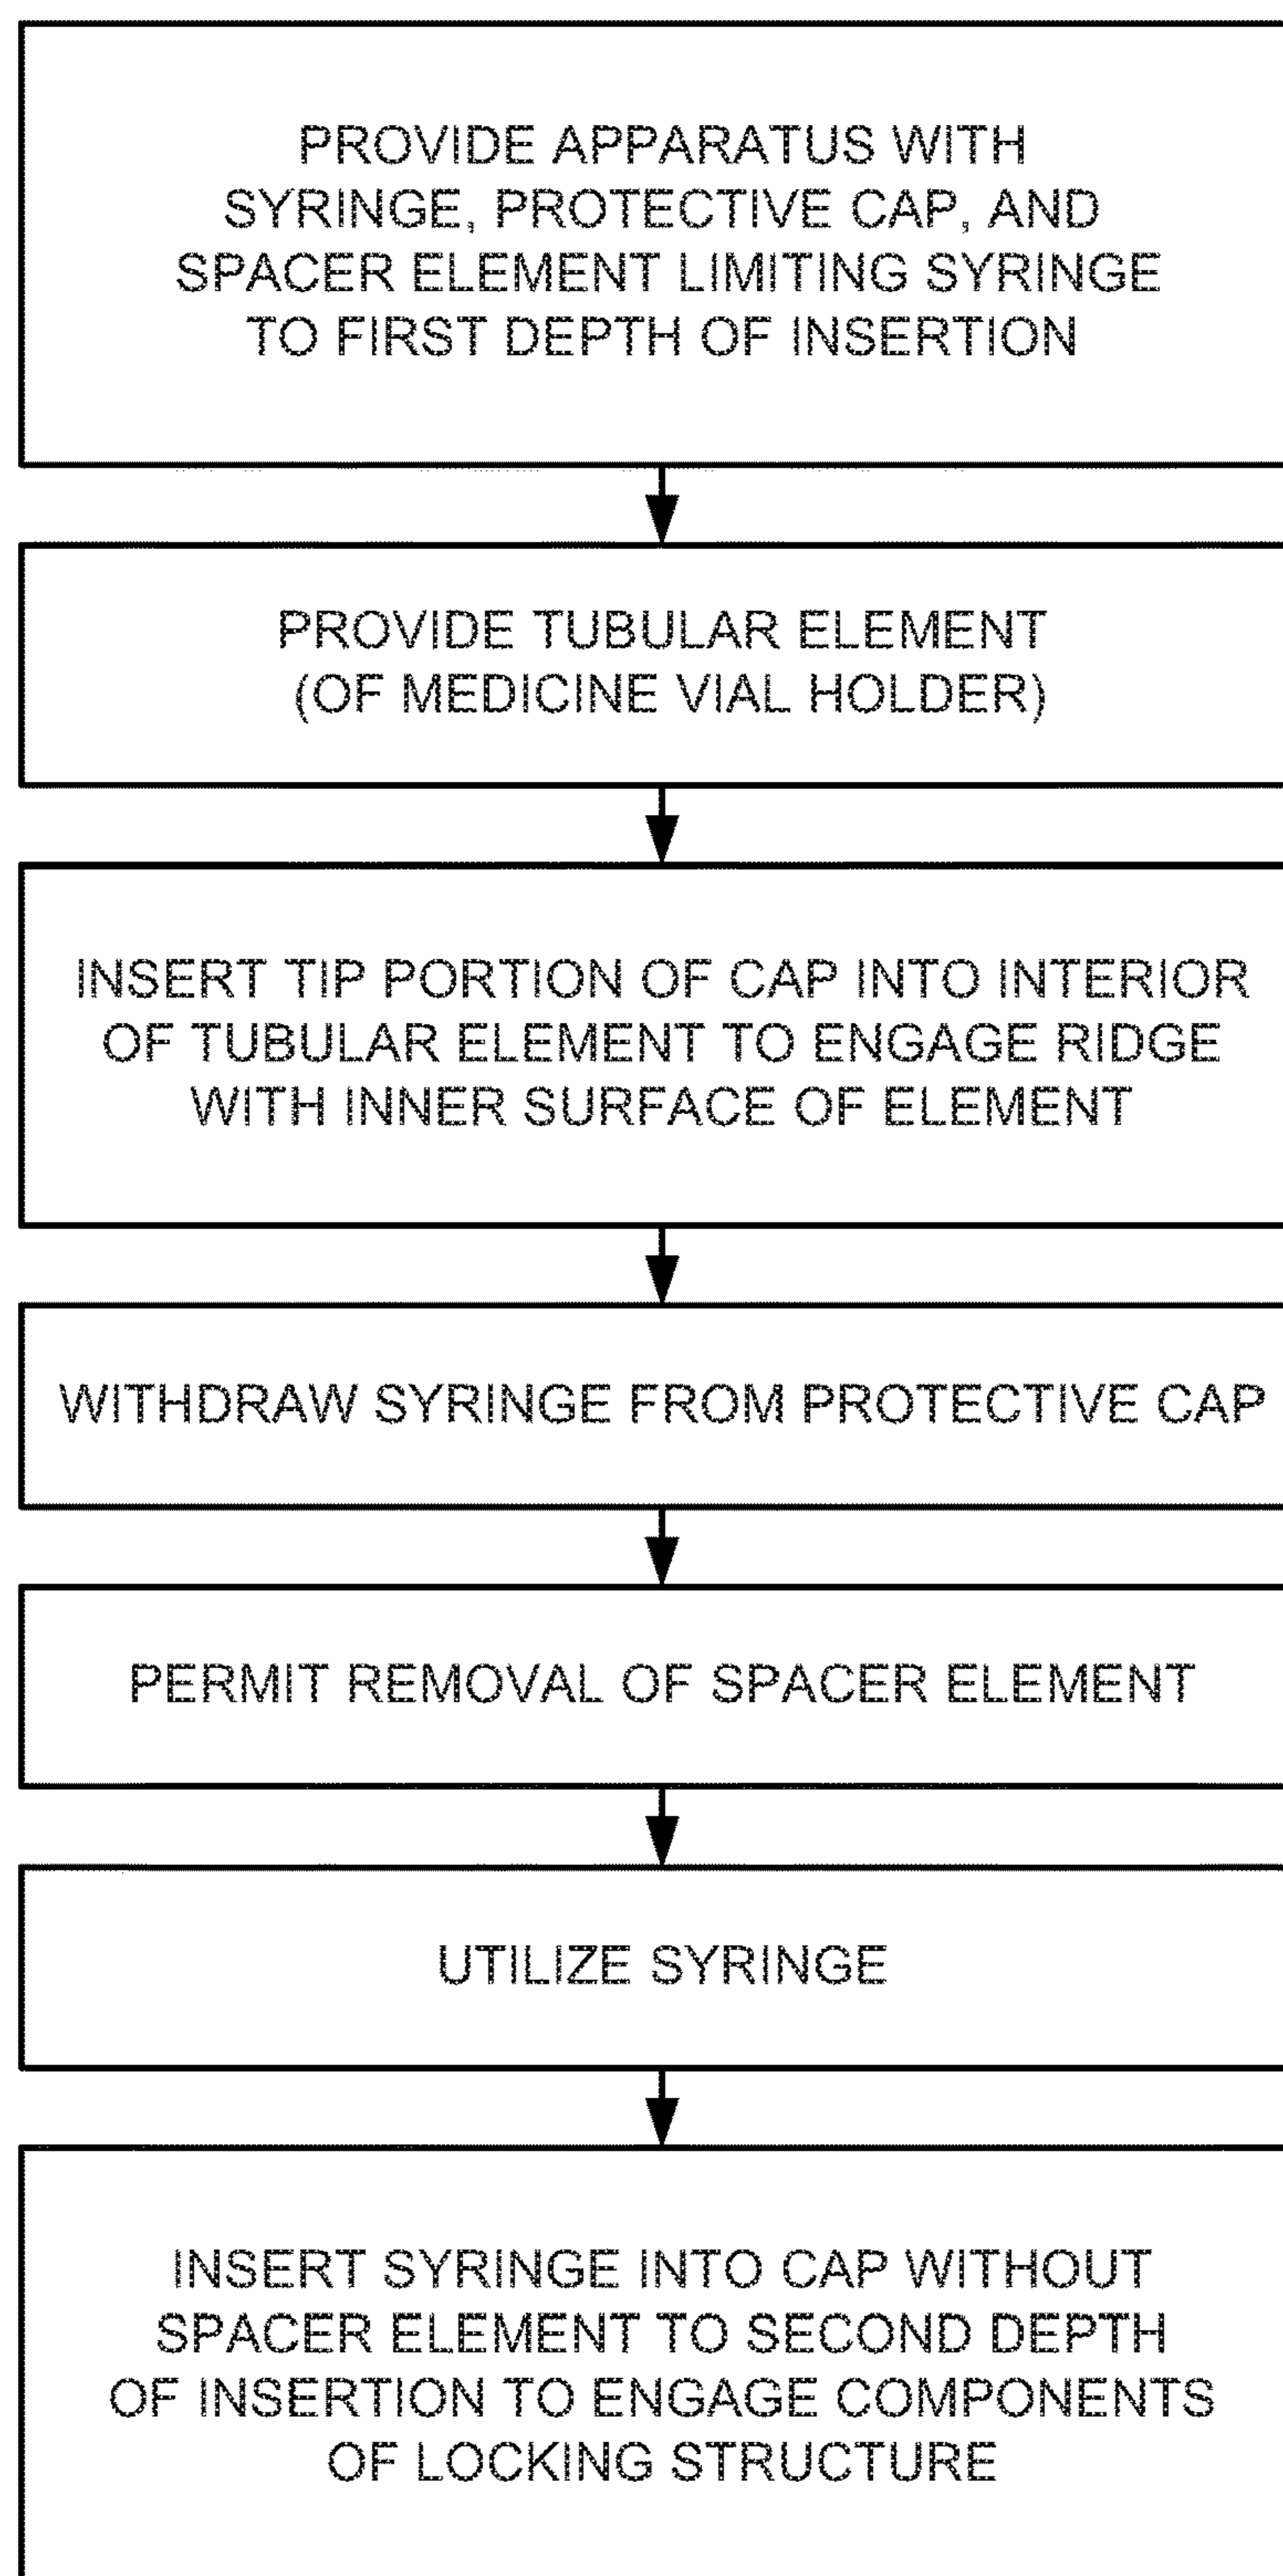 PROVIDE APPARATUS WITH
SYRINGE, PROTECTIVE CAP, AND
SPACER ELEMENT LIMITING SYRINGE
TO FIRST DEPTH OF INSERTION
PROVIDE TUBULAR ELEMENT
(OF MEDICINE VIAL HOLDER)
INSERT TIP PORTION OF CAP INTO INTERIOR
OF TUBULAR ELEMENT TO ENGAGE RIDGE
WITH INNER SURFACE OF ELEMENT
WITHDRAW SYRINGE FROM PROTECTIVE CAP
PERMIT REMOVAL OF SPACER ELEMENT
UTILIZE SYRINGE
INSERT SYRINGE INTO CAP WITHOUT
SPACER ELEMENT TO SECOND DEPTH
OF INSERTION TO ENGAGE COMPONENTS
OF LOCKING STRUCTURE